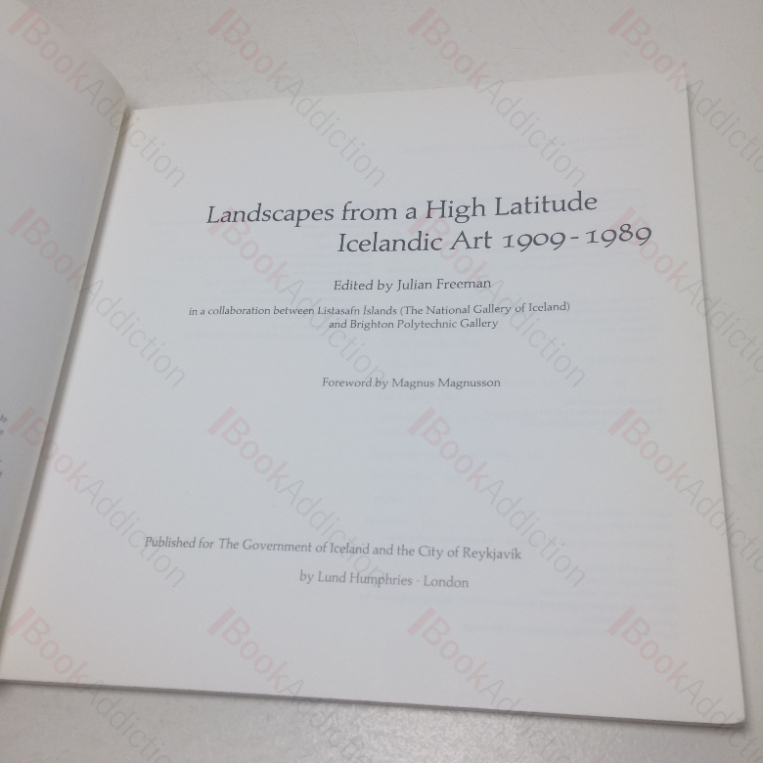 Landscapes from a High Latitude
Icelandic Art 1909-1989
Edited by Julian Freeman
in a collaboration between Listasafn Íslands (The National Gallery of Iceland)
and Brighton Polytechnic Gallery
Foreword by Magnus Magnusson
Published for The Government of Iceland and the City of Reykjavík
by Lund Humphries · London
BookAddiction